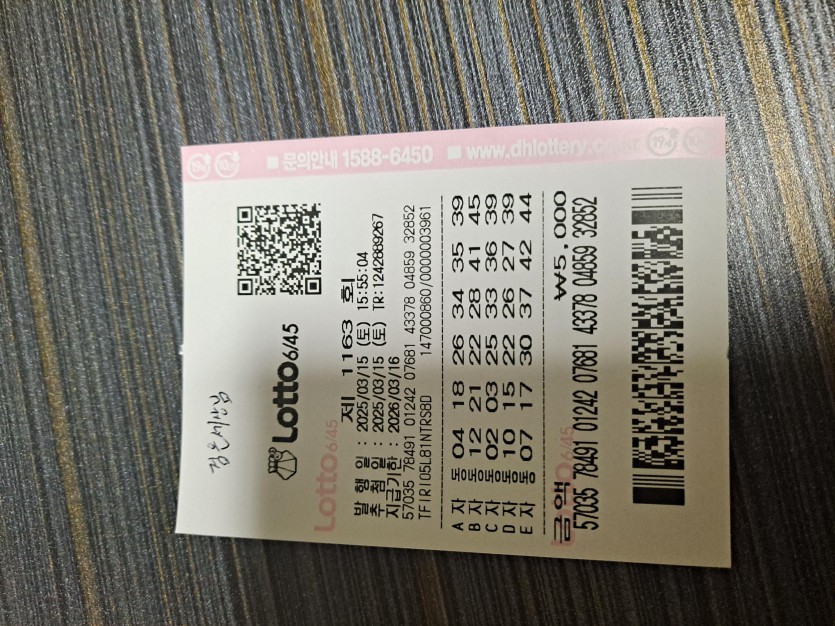 Lotto6/45
제 1163 회
발 행 일 : 2025/03/15 (토) 15:55:04
추 첨 일 : 2025/03/15 (토) TR:1242889267
지급기한 : 2026/03/16
57035 78491 01242 07681 43378 04859 32852
147000860/0000003961
A 자 동 04 18 26 34 35 39
B 자 동 12 21 22 28 41 45
C 자 동 02 03 25 33 36 39
D 자 동 10 15 22 26 27 39
E 자 동 07 17 30 37 42 44
금액 ₩5,000
57035 78491 01242 07681 43378 04859 32852
Lotto6/45
■ 문의안내 1588-6450 ■ www.dhlottery.co.kr